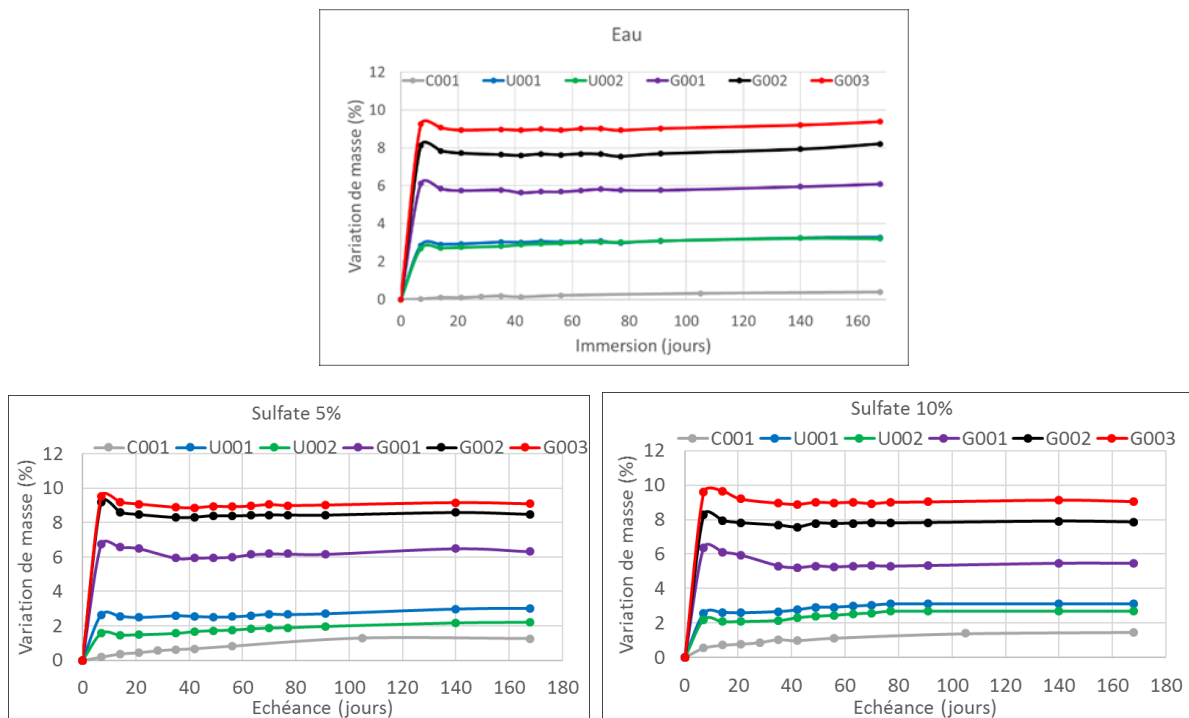 Eau
Variation de masse (%)
12
10
8
6
4
2
0
C001 U001 U002 G001 G002 G003
0 20 40 60 80 100 120 140 160
Immersion (jours)
Sulfate 5%
C001 U001 U002 G001 G002 G003
Variation de masse (%)
12
10
8
6
4
2
0
0 20 40 60 80 100 120 140 160 180
Echéance (jours)
Sulfate 10%
C001 U001 U002 G001 G002 G003
Variation de masse (%)
12
10
8
6
4
2
0
0 20 40 60 80 100 120 140 160 180
Echéance (jours)